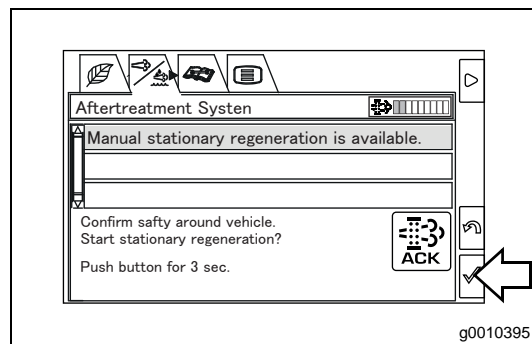 Aftertreatment Systen
Manual stationary regeneration is available.
Confirm safty around vehicle.
Start stationary regeneration?
Push button for 3 sec.
ACK
g0010395